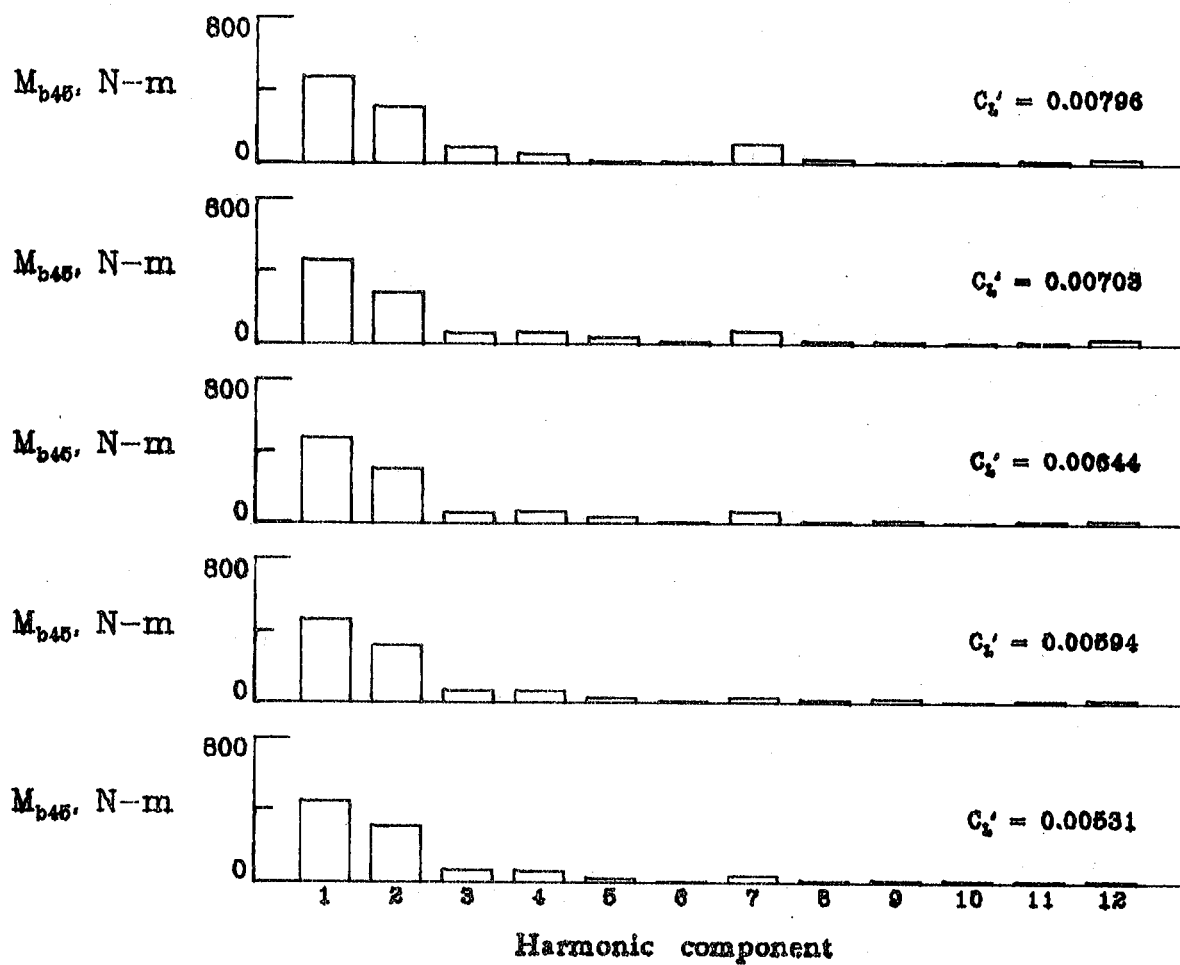 800
M_b45, N-m
C_L' = 0.00796
0
800
M_b45, N-m
C_L' = 0.00703
0
800
M_b45, N-m
C_L' = 0.00644
0
800
M_b45, N-m
C_L' = 0.00594
0
800
M_b45, N-m
C_L' = 0.00531
0
1 2 3 4 5 6 7 8 9 10 11 12
Harmonic component